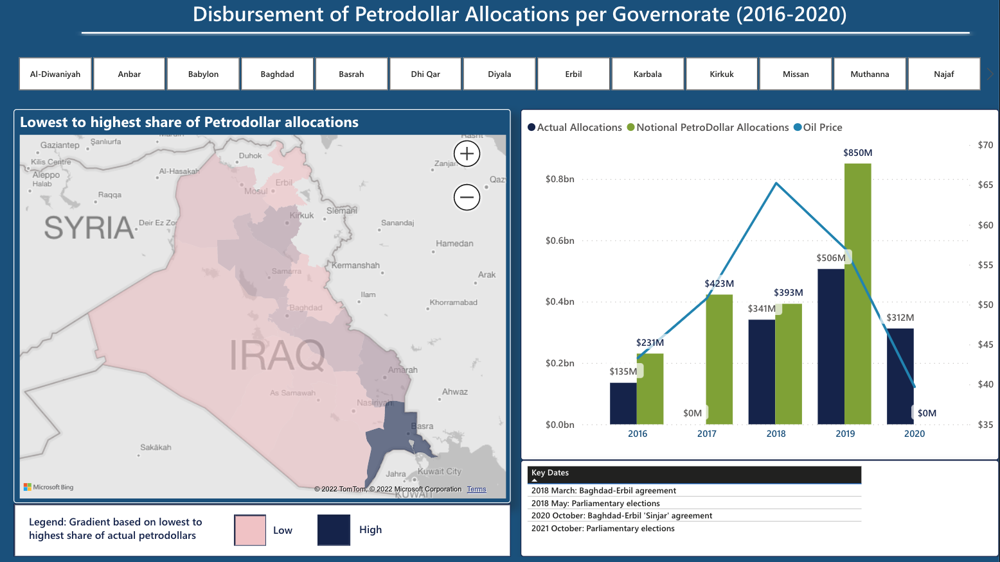 Disbursement of Petrodollar Allocations per Governorate (2016-2020)
Al-Diwaniyah
Anbar
Babylon
Baghdad
Basrah
Dhi Qar
Diyala
Erbil
Karbala
Kirkuk
Missan
Muthanna
Najaf
Lowest to highest share of Petrodollar allocations
Gaziantep
Şanlıurfa
Mardin
Kilis Centre
Aleppo
Halab
Al-Hasakah
Raqqa
Duhok
Erbil
Mosul
Rasht
Zanjan
Qaz
SYRIA
Deir Ez Zor
Kirkuk
Slemani
Sanandaj
Hamedan
Kermanshah
Samarra
Arak
Ilam
Khorramabad
Baghdad
IRAQ
Amarah
As Samawah
Nasiriyah
Ahwaz
Basra
Sakākah
Jahra
Kuwait City
KUWAIT
Microsoft Bing
© 2022 TomTom, © 2022 Microsoft Corporation Terms
Legend: Gradient based on lowest to
highest share of actual petrodollars
Low
High
Actual Allocations Notional PetroDollar Allocations Oil Price
$0.8bn
$0.6bn
$0.4bn
$0.2bn
$0.0bn
$70
$65
$60
$55
$50
$45
$40
$35
$135M
$231M
$0M
$423M
$341M
$393M
$506M
$850M
$312M
$0M
2016
2017
2018
2019
2020
Key Dates
2018 March: Baghdad-Erbil agreement
2018 May: Parliamentary elections
2020 October: Baghdad-Erbil 'Sinjar' agreement
2021 October: Parliamentary elections